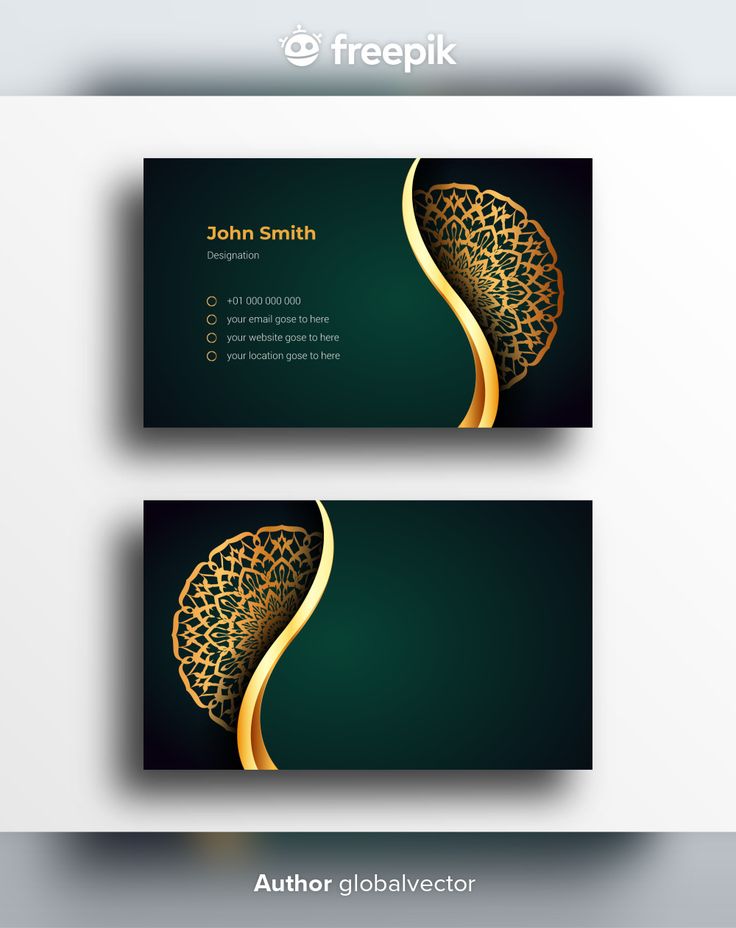 freepik
John Smith
Designation
+01 000 000 000
your email gose to here
your website gose to here
your location gose to here
Author globalvector